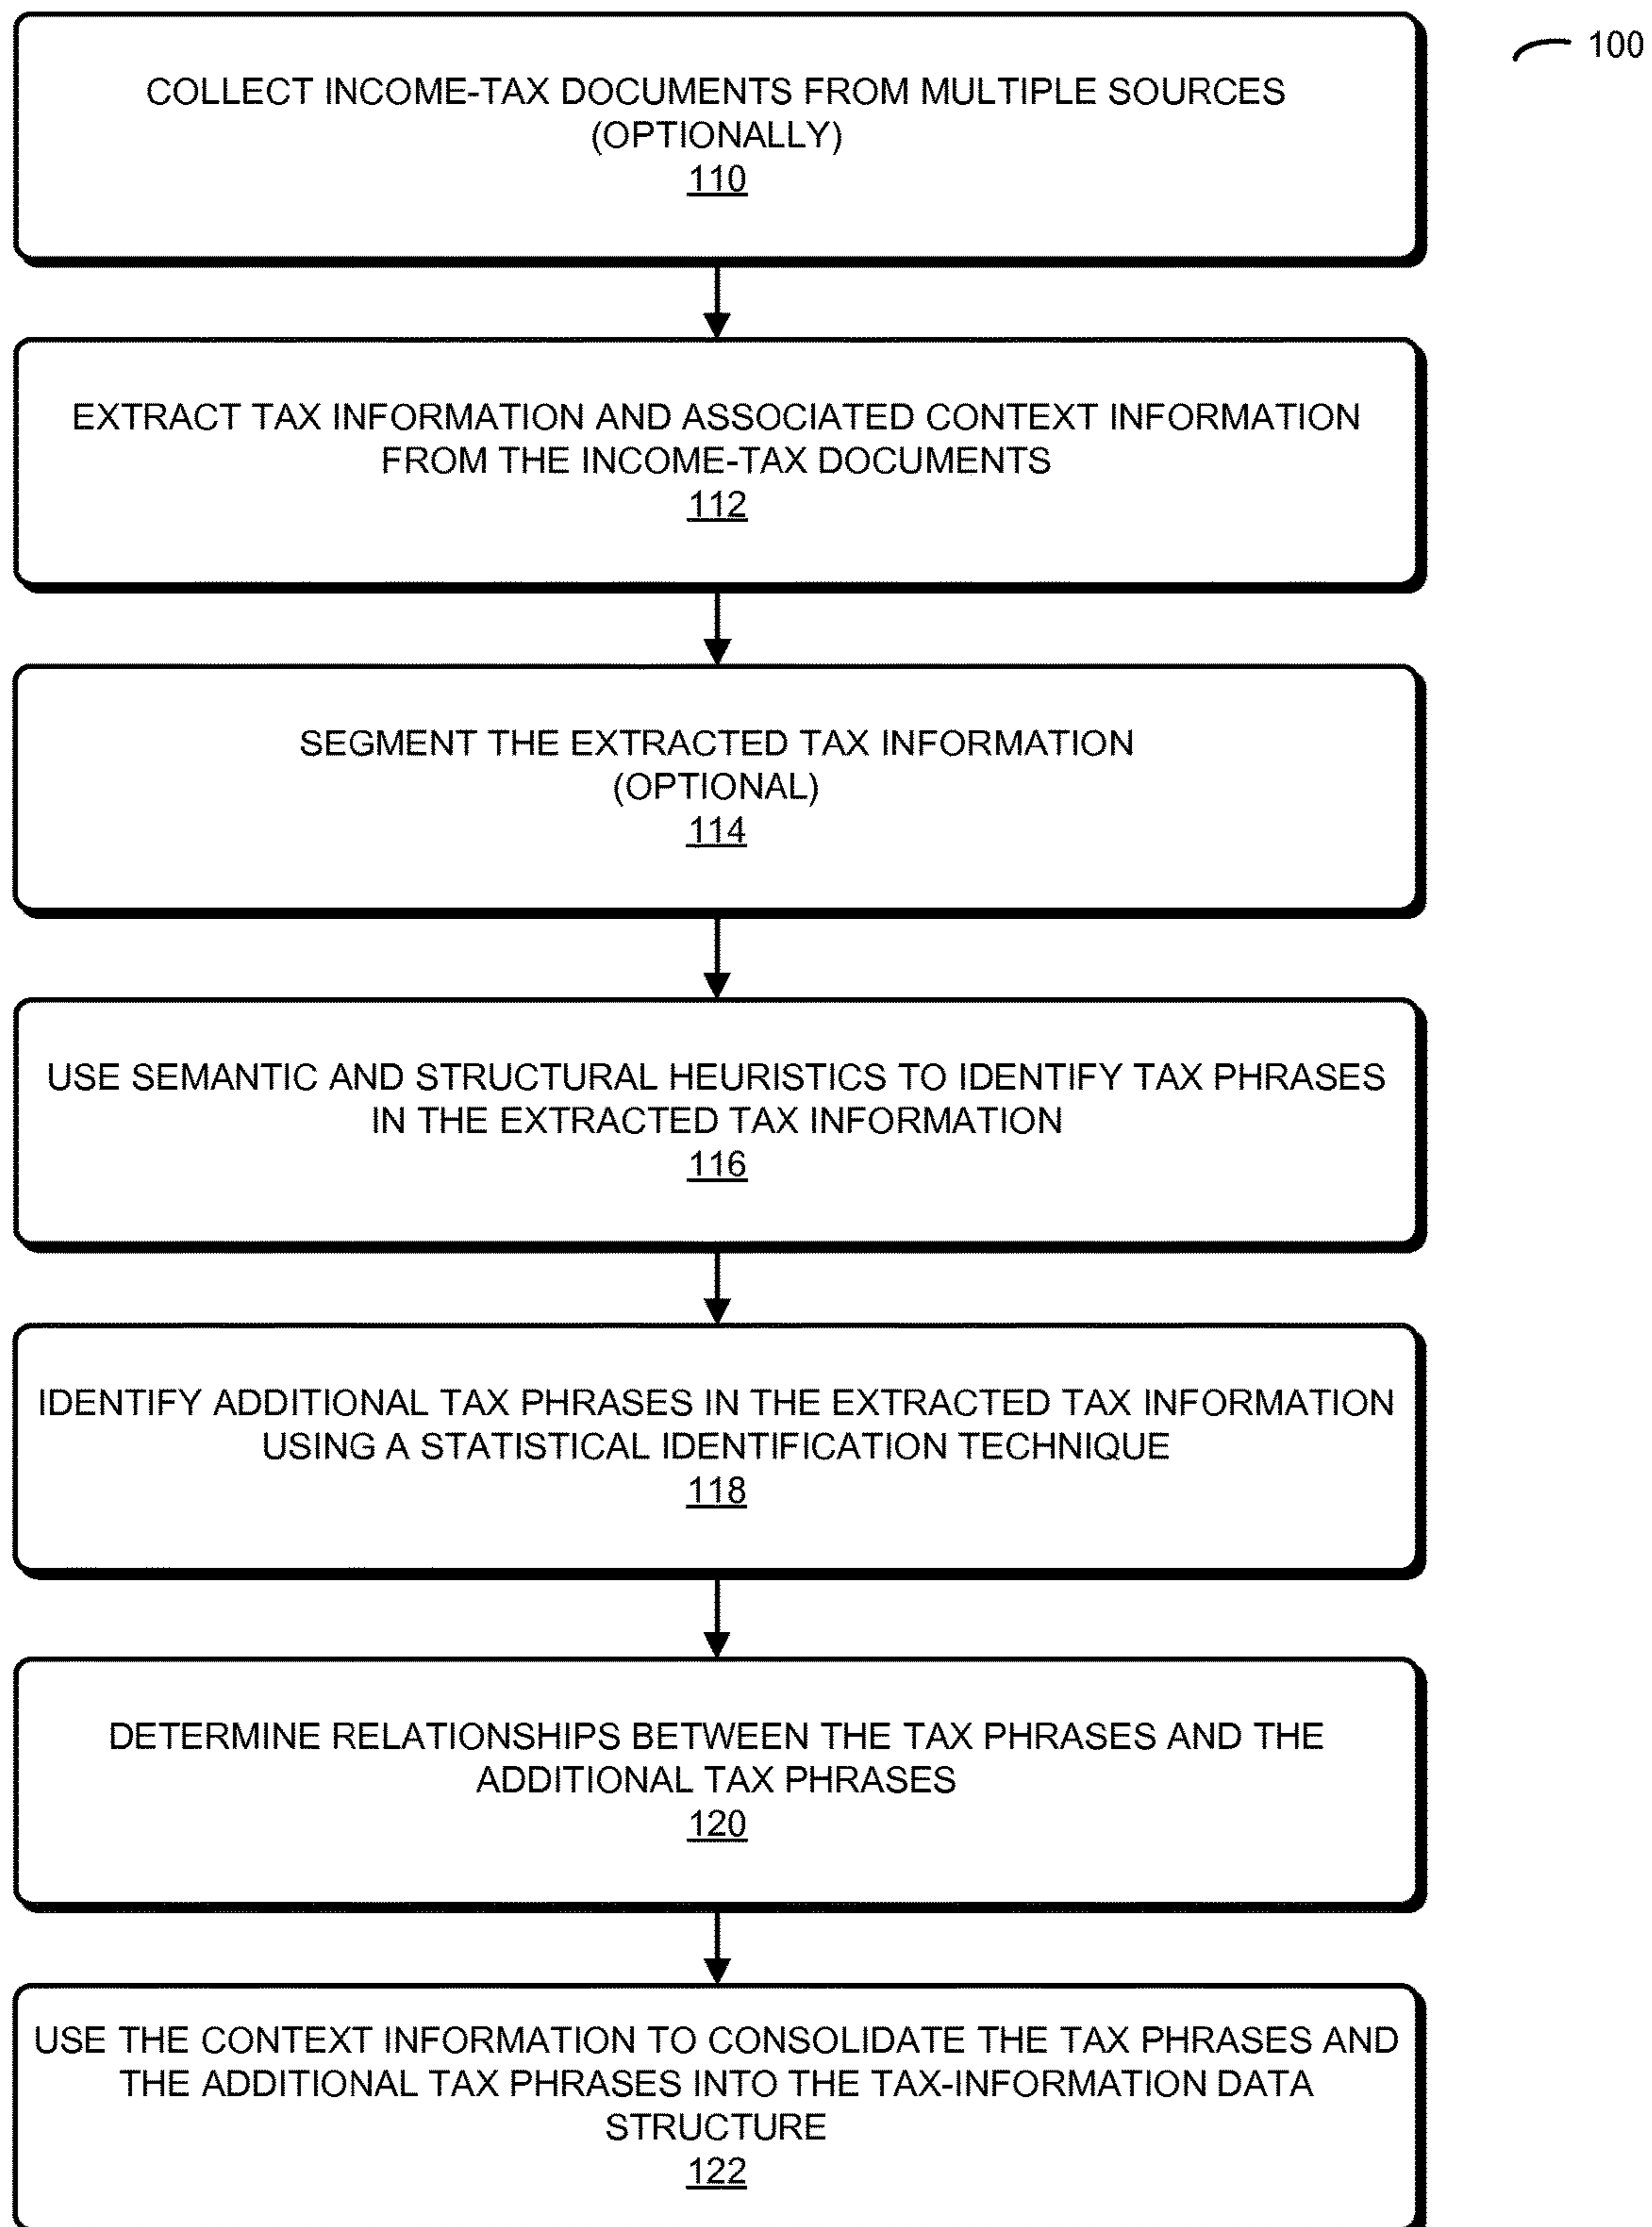 100
COLLECT INCOME-TAX DOCUMENTS FROM MULTIPLE SOURCES
(OPTIONALLY)
110
EXTRACT TAX INFORMATION AND ASSOCIATED CONTEXT INFORMATION
FROM THE INCOME-TAX DOCUMENTS
112
SEGMENT THE EXTRACTED TAX INFORMATION
(OPTIONAL)
114
USE SEMANTIC AND STRUCTURAL HEURISTICS TO IDENTIFY TAX PHRASES
IN THE EXTRACTED TAX INFORMATION
116
IDENTIFY ADDITIONAL TAX PHRASES IN THE EXTRACTED TAX INFORMATION
USING A STATISTICAL IDENTIFICATION TECHNIQUE
118
DETERMINE RELATIONSHIPS BETWEEN THE TAX PHRASES AND THE
ADDITIONAL TAX PHRASES
120
USE THE CONTEXT INFORMATION TO CONSOLIDATE THE TAX PHRASES AND
THE ADDITIONAL TAX PHRASES INTO THE TAX-INFORMATION DATA
STRUCTURE
122